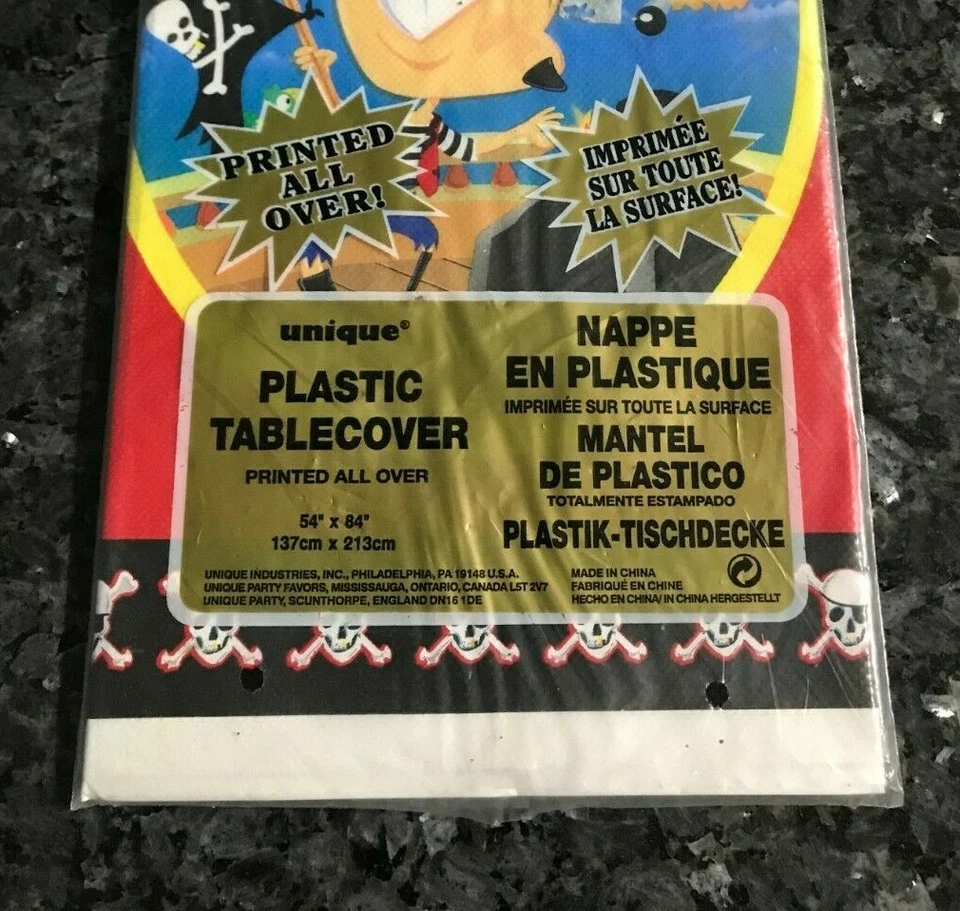 PRINTED
ALL
OVER!
IMPRIMÉE
SUR TOUTE
LA SURFACE!
unique®
PLASTIC
TABLECOVER
PRINTED ALL OVER
54" x 84"
137cm x 213cm
UNIQUE INDUSTRIES, INC., PHILADELPHIA, PA 19148 U.S.A.
UNIQUE PARTY FAVORS, MISSISSAUGA, ONTARIO, CANADA L5T 2V7
UNIQUE PARTY, SCUNTHORPE, ENGLAND DN16 1DE
NAPPE
EN PLASTIQUE
IMPRIMÉE SUR TOUTE LA SURFACE
MANTEL
DE PLASTICO
TOTALMENTE ESTAMPADO
PLASTIK-TISCHDECKE
MADE IN CHINA
FABRIQUÉ EN CHINE
HECHO EN CHINA/ IN CHINA HERGESTELLT